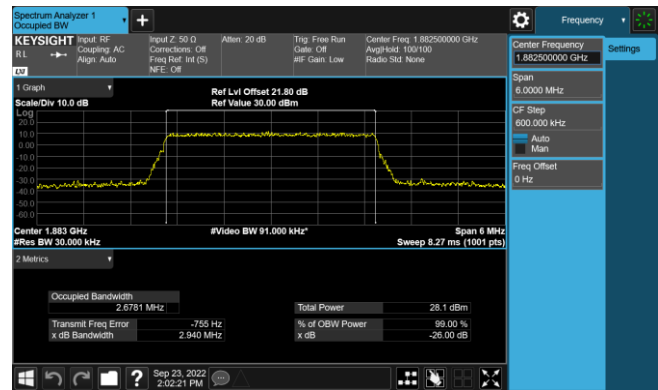 Spectrum Analyzer 1
Occupied BW
Frequency
KEYSIGHT
RL
LXI
Input: RF
Coupling: AC
Align: Auto
Input Z: 50 Ω
Corrections: Off
Freq Ref: Int (S)
NFE: Off
Atten: 20 dB
Trig: Free Run
Gate: Off
#IF Gain: Low
Center Freq: 1.882500000 GHz
Avg|Hold: 100/100
Radio Std: None
Center Frequency
1.882500000 GHz
Settings
Span
6.0000 MHz
CF Step
600.000 kHz
Auto
Man
Freq Offset
0 Hz
1 Graph
Scale/Div 10.0 dB
Ref Lvl Offset 21.80 dB
Ref Value 30.00 dBm
Log
20.0
10.0
0.00
-10.0
-20.0
-30.0
-40.0
-50.0
-60.0
Center 1.883 GHz
#Video BW 91.000 kHz*
Span 6 MHz
#Res BW 30.000 kHz
Sweep 8.27 ms (1001 pts)
2 Metrics
Occupied Bandwidth
2.6781 MHz
Total Power 28.1 dBm
Transmit Freq Error -755 Hz
% of OBW Power 99.00 %
x dB Bandwidth 2.940 MHz
x dB -26.00 dB
Sep 23, 2022
2:02:21 PM